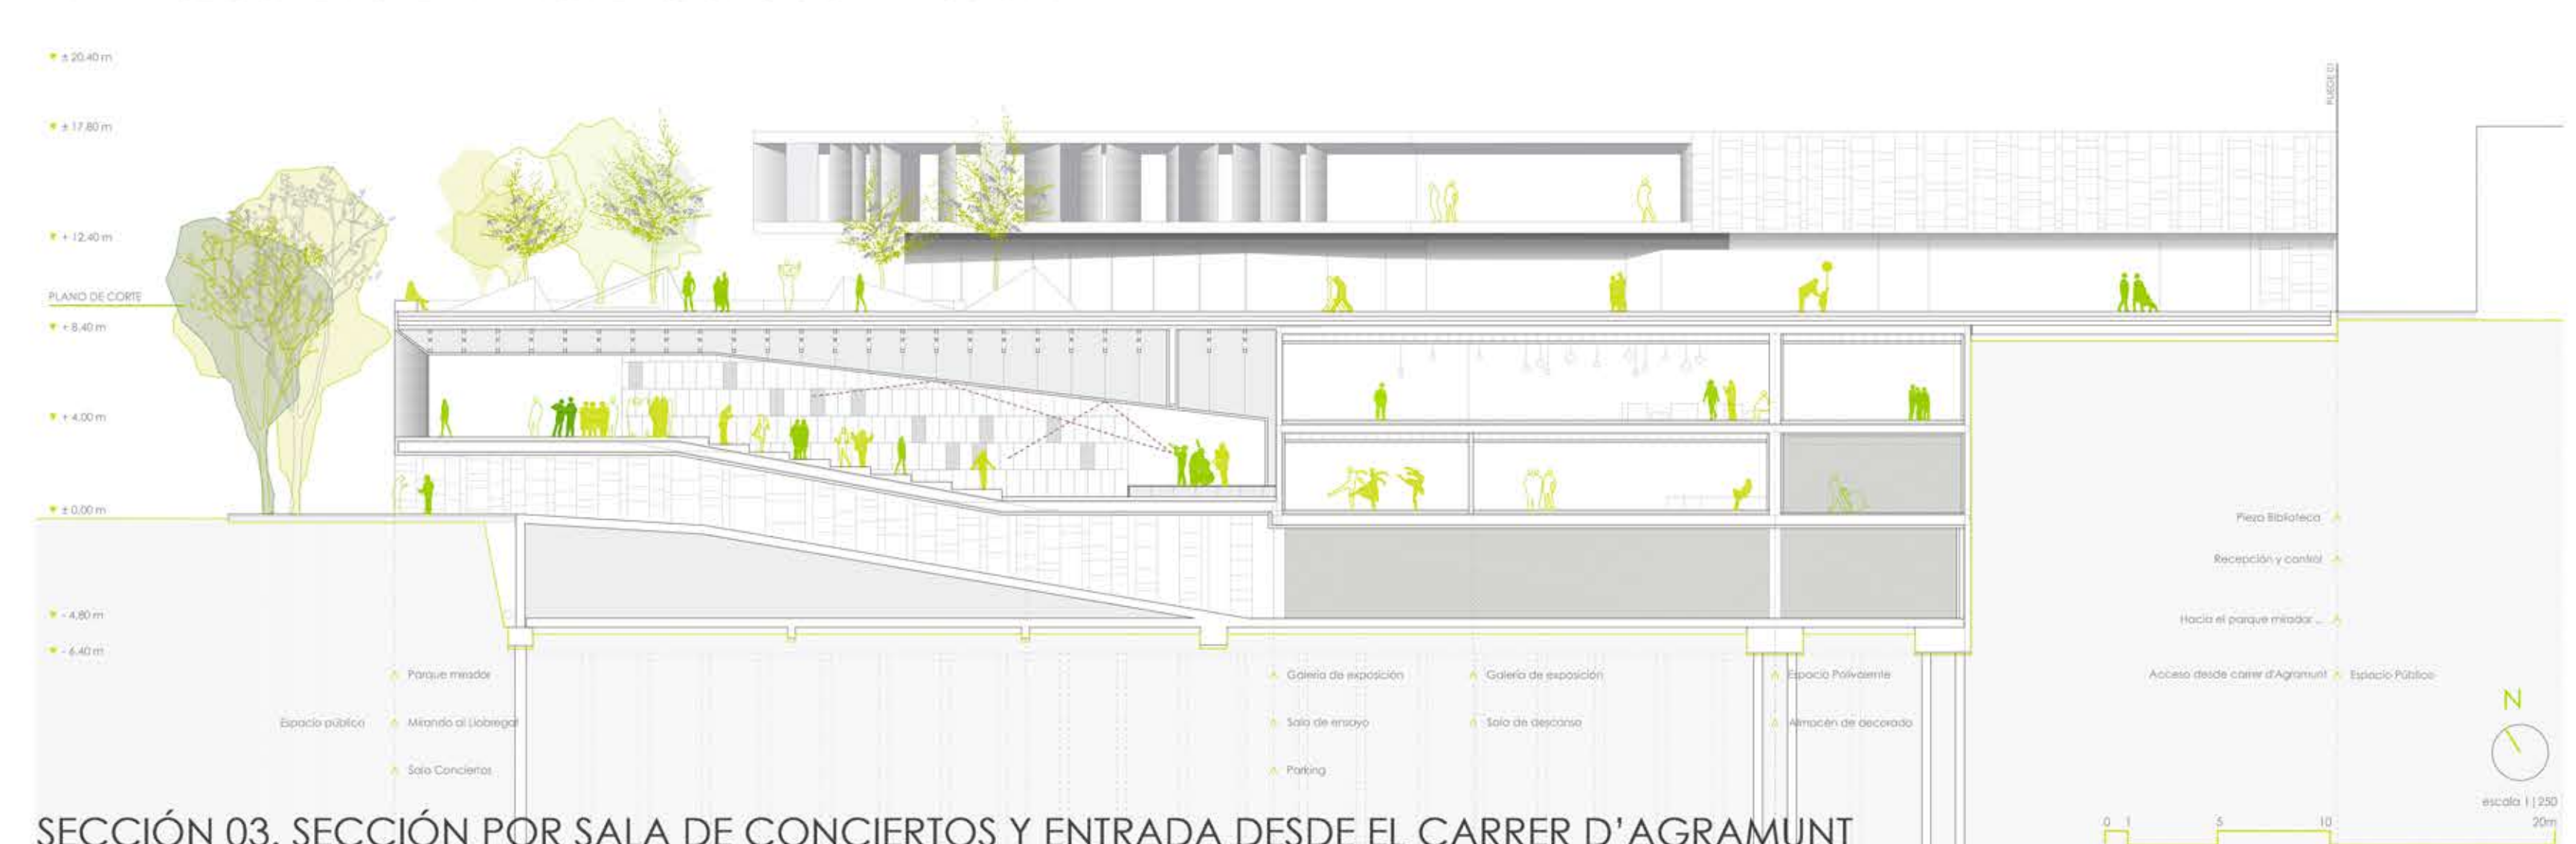 ± 20.40 m
± 17.80 m
+ 12.40 m
PLANO DE CORTE
+ 8.40 m
+ 4.00 m
± 0.00 m
- 4.80 m
- 6.40 m
Pieza Biblioteca
Recepción y control
Hacia el parque mirador ...
Parque mirador
Galería de exposición
Galería de exposición
Espacio Polivalente
Acceso desde carrer d'Agramunt
Espacio Público
Espacio público
Mirando al Llobregat
Sala de ensayo
Sala de descanso
Almacén de decorado
Sala Conciertos
Parking
N
escala 1|250
0 1 5 10 20m
SECCIÓN 03. SECCIÓN POR SALA DE CONCIERTOS Y ENTRADA DESDE EL CARRER D'AGRAMUNT